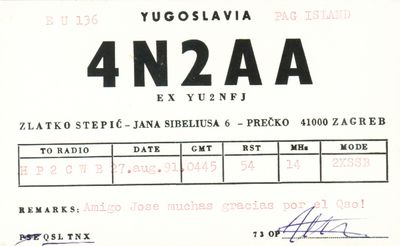 EU 136 YUGOSLAVIA PAG ISLAND
4N2AA
EX YU2NFJ
ZLATKO STEPIĆ – JANA SIBELIUSA 6 – PREČKO 41000 ZAGREB
TO RADIO DATE GMT RST MHz MODE
HP2CWB 27.aug.91.0445 54 14 2XSSB
REMARKS: Amigo Jose muchas gracias por el Qso!
PSE QSL TNX 73 OP